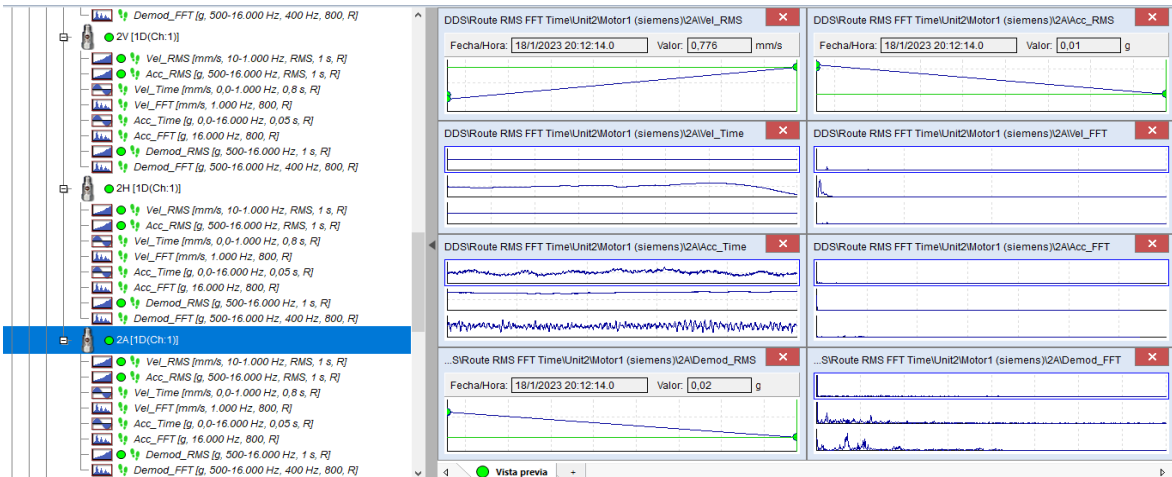 Demod_FFT [g, 500-16.000 Hz, 400 Hz, 800, R]
2V [1D(Ch:1)]
Vel_RMS [mm/s, 10-1.000 Hz, RMS, 1 s, R]
Acc_RMS [g, 500-16.000 Hz, RMS, 1 s, R]
Vel_Time [mm/s, 0,0-1.000 Hz, 0,8 s, R]
Vel_FFT [mm/s, 1.000 Hz, 800, R]
Acc_Time [g, 0,0-16.000 Hz, 0,05 s, R]
Acc_FFT [g, 16.000 Hz, 800, R]
Demod_RMS [g, 500-16.000 Hz, 1 s, R]
Demod_FFT [g, 500-16.000 Hz, 400 Hz, 800, R]
2H [1D(Ch:1)]
Vel_RMS [mm/s, 10-1.000 Hz, RMS, 1 s, R]
Acc_RMS [g, 500-16.000 Hz, RMS, 1 s, R]
Vel_Time [mm/s, 0,0-1.000 Hz, 0,8 s, R]
Vel_FFT [mm/s, 1.000 Hz, 800, R]
Acc_Time [g, 0,0-16.000 Hz, 0,05 s, R]
Acc_FFT [g, 16.000 Hz, 800, R]
Demod_RMS [g, 500-16.000 Hz, 1 s, R]
Demod_FFT [g, 500-16.000 Hz, 400 Hz, 800, R]
2A [1D(Ch:1)]
Vel_RMS [mm/s, 10-1.000 Hz, RMS, 1 s, R]
Acc_RMS [g, 500-16.000 Hz, RMS, 1 s, R]
Vel_Time [mm/s, 0,0-1.000 Hz, 0,8 s, R]
Vel_FFT [mm/s, 1.000 Hz, 800, R]
Acc_Time [g, 0,0-16.000 Hz, 0,05 s, R]
Acc_FFT [g, 16.000 Hz, 800, R]
Demod_RMS [g, 500-16.000 Hz, 1 s, R]
Demod_FFT [g, 500-16.000 Hz, 400 Hz, 800, R]
DDS\Route RMS FFT Time\Unit2\Motor1 (siemens)\2A\Vel_RMS
Fecha/Hora: 18/1/2023 20:12:14.0 Valor: 0,776 mm/s
DDS\Route RMS FFT Time\Unit2\Motor1 (siemens)\2A\Acc_RMS
Fecha/Hora: 18/1/2023 20:12:14.0 Valor: 0,01 g
DDS\Route RMS FFT Time\Unit2\Motor1 (siemens)\2A\Vel_Time
DDS\Route RMS FFT Time\Unit2\Motor1 (siemens)\2A\Vel_FFT
DDS\Route RMS FFT Time\Unit2\Motor1 (siemens)\2A\Acc_Time
DDS\Route RMS FFT Time\Unit2\Motor1 (siemens)\2A\Acc_FFT
...S\Route RMS FFT Time\Unit2\Motor1 (siemens)\2A\Demod_RMS
Fecha/Hora: 18/1/2023 20:12:14.0 Valor: 0,02 g
...S\Route RMS FFT Time\Unit2\Motor1 (siemens)\2A\Demod_FFT
Vista previa +